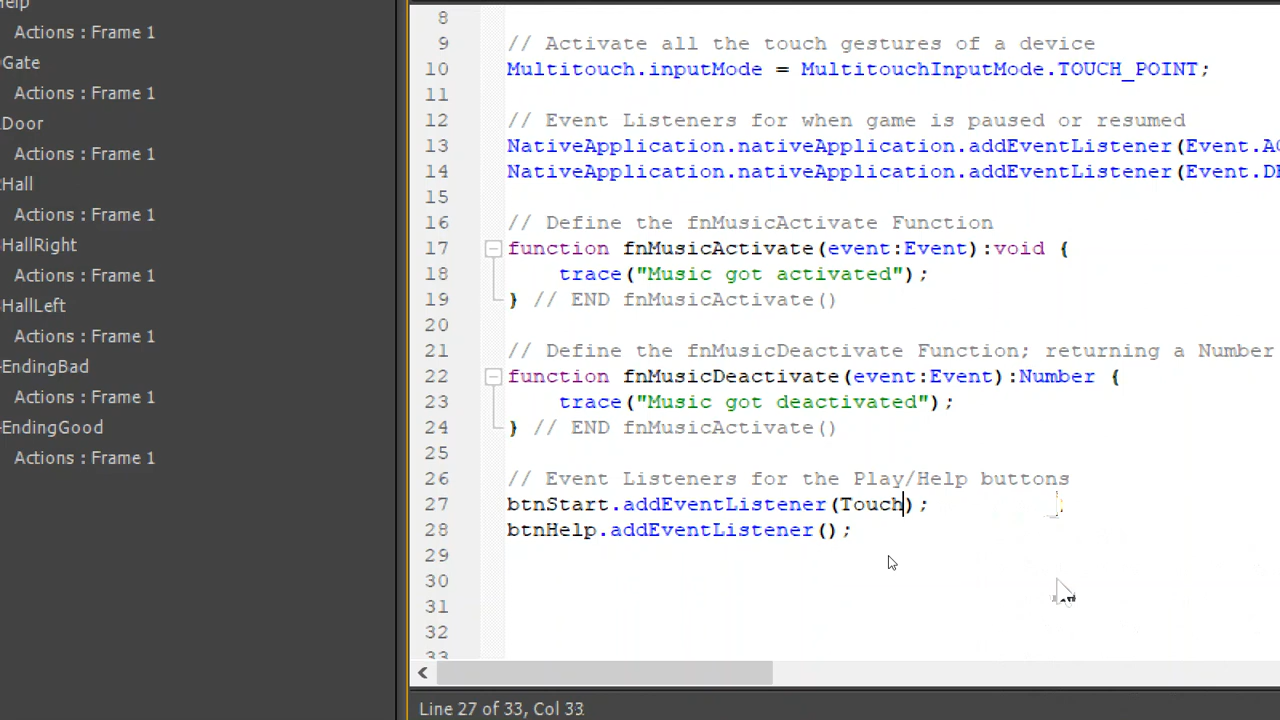 Help
Actions : Frame 1
Gate
Actions : Frame 1
Door
Actions : Frame 1
Hall
Actions : Frame 1
HallRight
Actions : Frame 1
HallLeft
Actions : Frame 1
EndingBad
Actions : Frame 1
EndingGood
Actions : Frame 1
8
9 // Activate all the touch gestures of a device
10 Multitouch.inputMode = MultitouchInputMode.TOUCH_POINT;
11
12 // Event Listeners for when game is paused or resumed
13 NativeApplication.nativeApplication.addEventListener(Event.AC
14 NativeApplication.nativeApplication.addEventListener(Event.DE
15
16 // Define the fnMusicActivate Function
17 function fnMusicActivate(event:Event):void {
18 trace("Music got activated");
19 } // END fnMusicActivate()
20
21 // Define the fnMusicDeactivate Function; returning a Number
22 function fnMusicDeactivate(event:Event):Number {
23 trace("Music got deactivated");
24 } // END fnMusicActivate()
25
26 // Event Listeners for the Play/Help buttons
27 btnStart.addEventListener(Touch);
28 btnHelp.addEventListener();
29
30
31
32
33
Line 27 of 33, Col 33